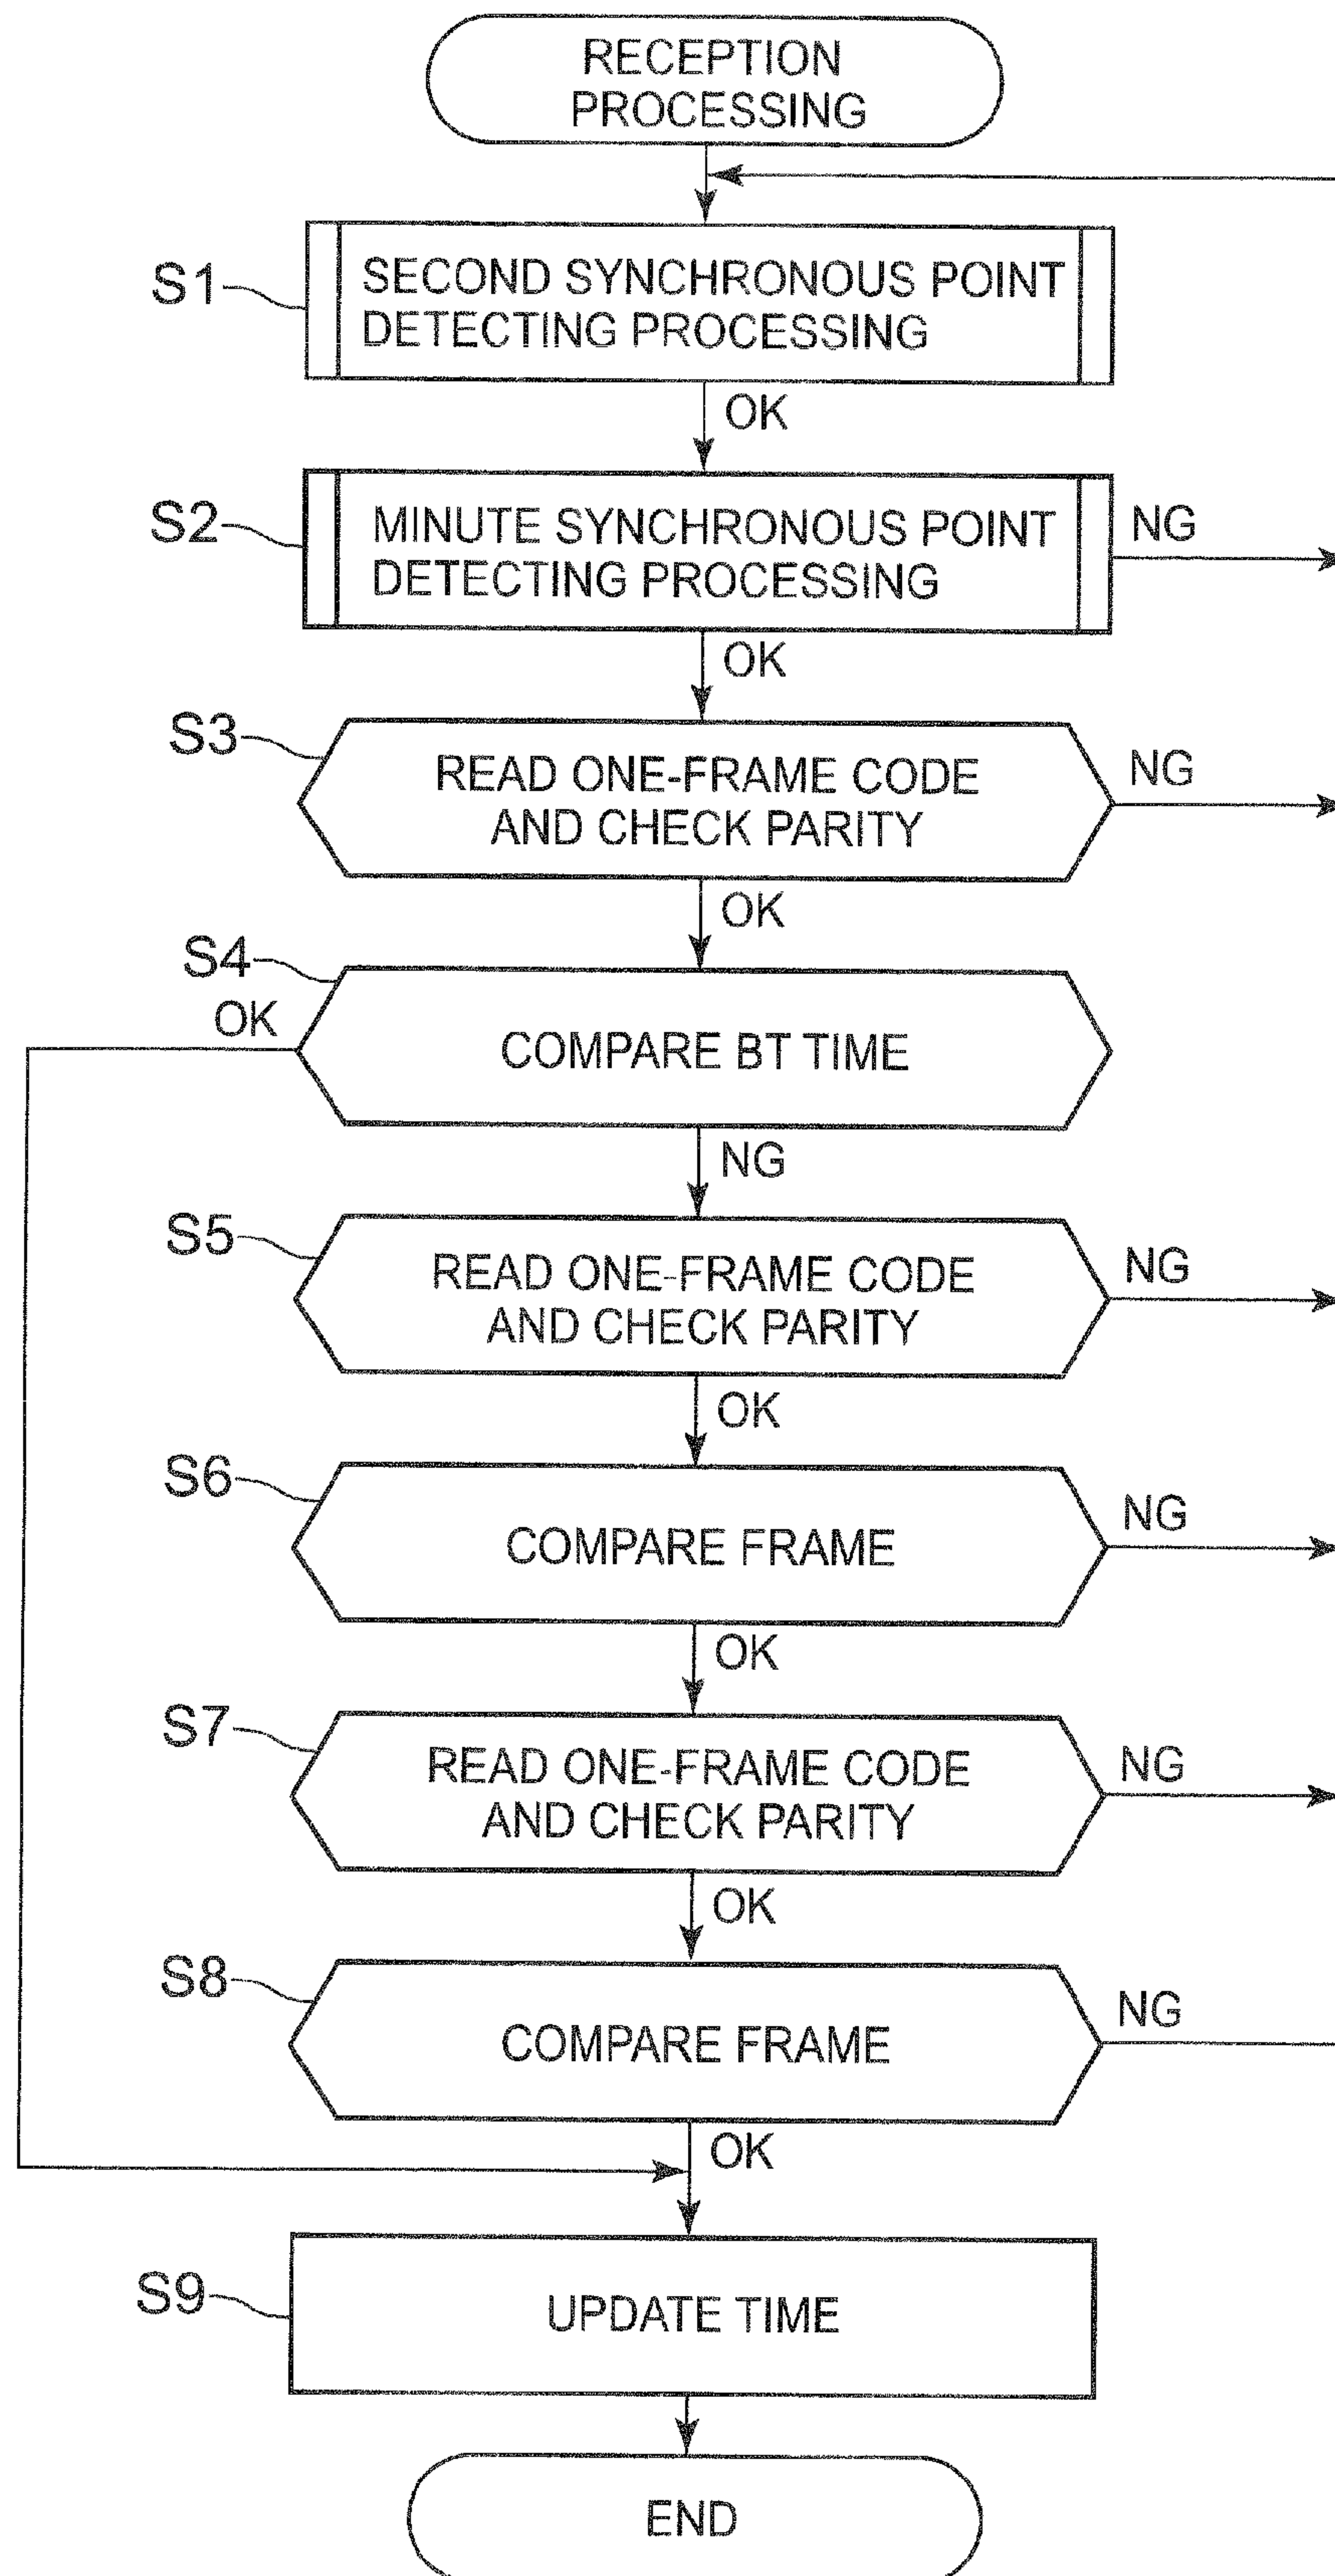 RECEPTION
PROCESSING
S1
SECOND SYNCHRONOUS POINT
DETECTING PROCESSING
OK
S2
MINUTE SYNCHRONOUS POINT
DETECTING PROCESSING
NG
OK
S3
READ ONE-FRAME CODE
AND CHECK PARITY
NG
OK
S4
OK
COMPARE BT TIME
NG
S5
READ ONE-FRAME CODE
AND CHECK PARITY
NG
OK
S6
COMPARE FRAME
NG
OK
S7
READ ONE-FRAME CODE
AND CHECK PARITY
NG
OK
S8
COMPARE FRAME
NG
OK
S9
UPDATE TIME
END